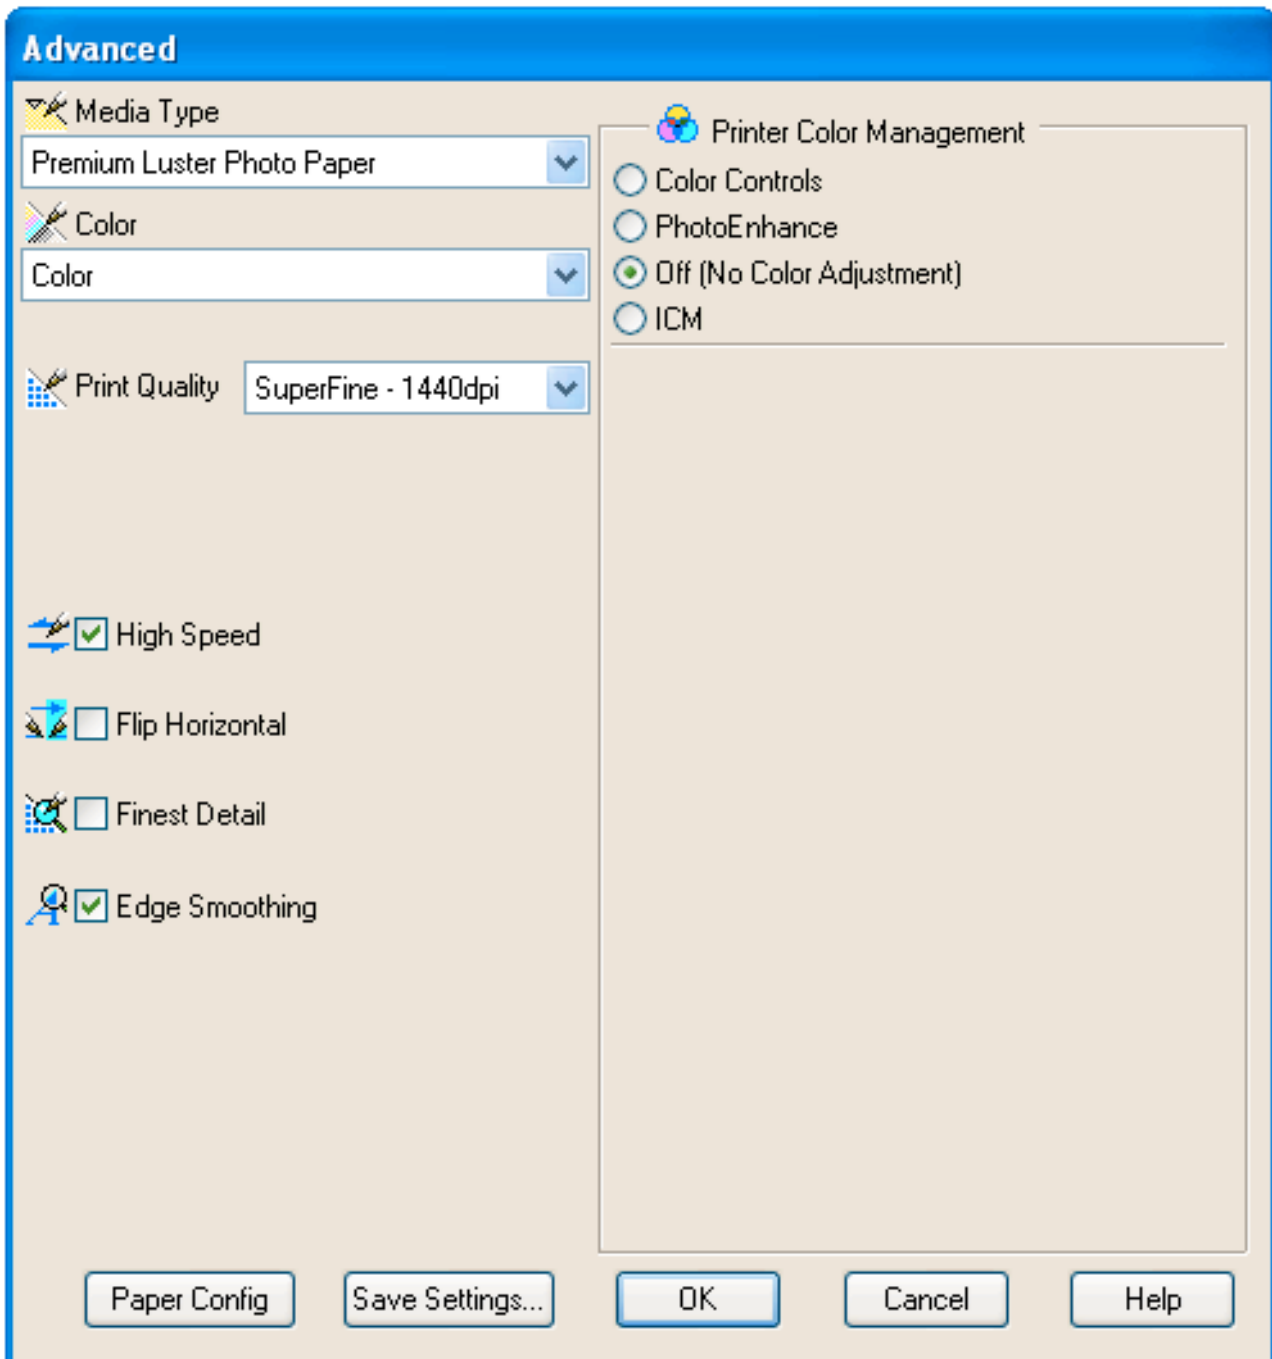 Advanced
Media Type
Premium Luster Photo Paper
Color
Color
Print Quality SuperFine - 1440dpi
High Speed
Flip Horizontal
Finest Detail
Edge Smoothing
Printer Color Management
Color Controls
PhotoEnhance
Off (No Color Adjustment)
ICM
Paper Config Save Settings... OK Cancel Help